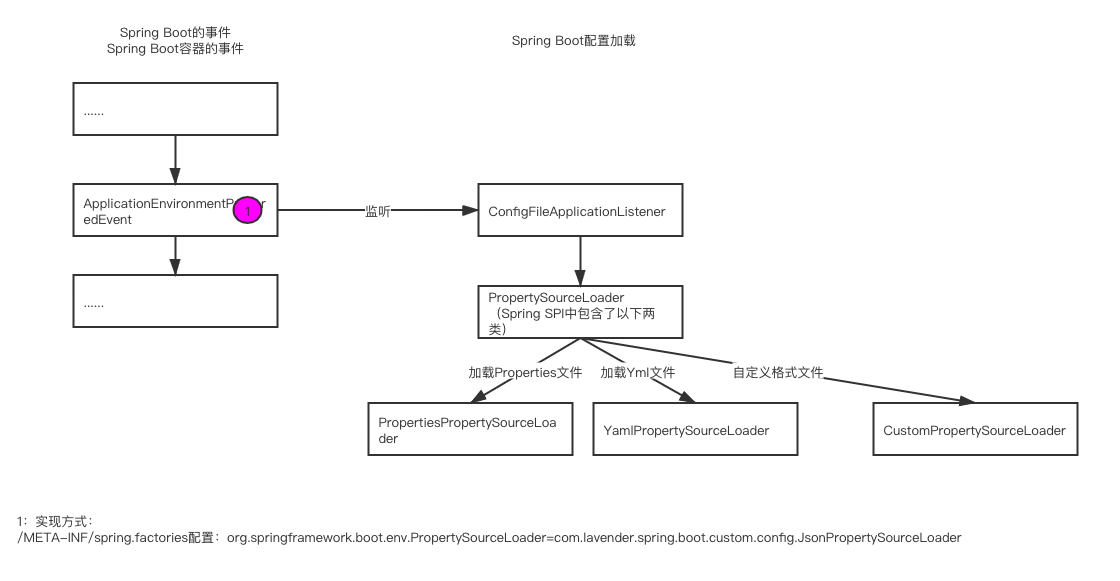 Spring Boot的事件
Spring Boot容器的事件
Spring Boot配置加载
......
ApplicationEnvironmentP
r
edEvent
1
监听
ConfigFileApplicationListener
......
PropertySourceLoader
（Spring SPI中包含了以下两
类）
加载Properties文件
加载Yml文件
自定义格式文件
PropertiesPropertySourceLoa
der
YamlPropertySourceLoader
CustomPropertySourceLoader
1：实现方式：
/META-INF/spring.factories配置：org.springframework.boot.env.PropertySourceLoader=com.lavender.spring.boot.custom.config.JsonPropertySourceLoader